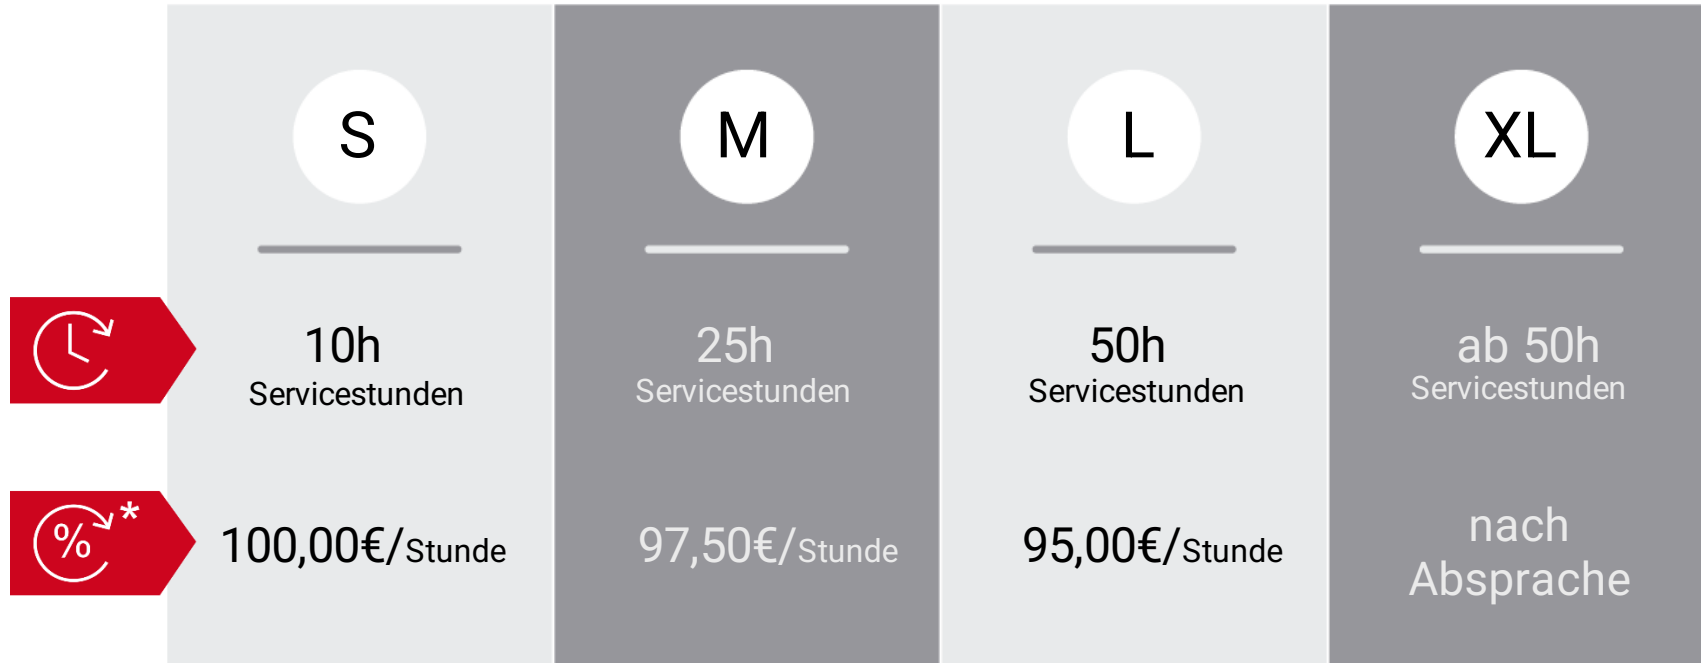 S
M
L
XL
10h
Servicestunden
25h
Servicestunden
50h
Servicestunden
ab 50h
Servicestunden
%*
100,00€/Stunde
97,50€/Stunde
95,00€/Stunde
nach
Absprache